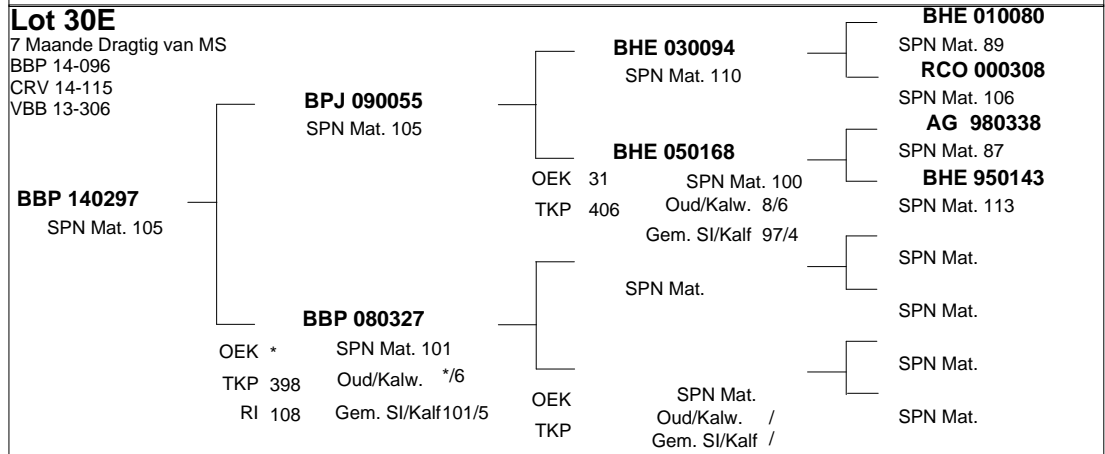 Lot 30E
7 Maande Dragtig van MS
BBP 14-096
CRV 14-115
VBB 13-306
BBP 140297
SPN Mat. 105
BPJ 090055
SPN Mat. 105
BBP 080327
OEK * SPN Mat. 101
TKP 398 Oud/Kalw. */6
RI 108 Gem. SI/Kalf 101/5
BHE 030094
SPN Mat. 110
BHE 050168
OEK 31 SPN Mat. 100
TKP 406 Oud/Kalw. 8/6
Gem. SI/Kalf 97/4
SPN Mat.
OEK SPN Mat.
TKP Oud/Kalw. /
Gem. SI/Kalf /
BHE 010080
SPN Mat. 89
RCO 000308
SPN Mat. 106
AG 980338
SPN Mat. 87
BHE 950143
SPN Mat. 113
SPN Mat.
SPN Mat.
SPN Mat.
SPN Mat.